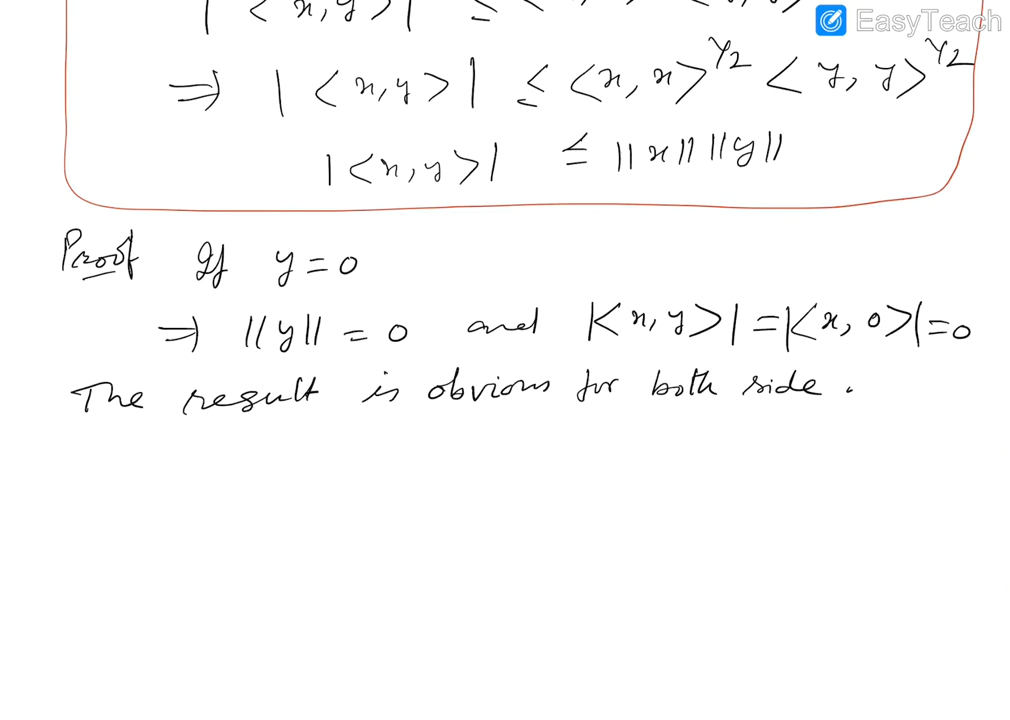 EasyTeach
| < x, y > | ≤
⇒ | < x, y > | ≤ < x, x >^1/2 < y, y >^1/2
| < x, y > | ≤ || x || || y ||
Proof If y = 0
⇒ || y || = 0 and |< x, y >| = |< x, 0 >| = 0
The result is obvious for both side .